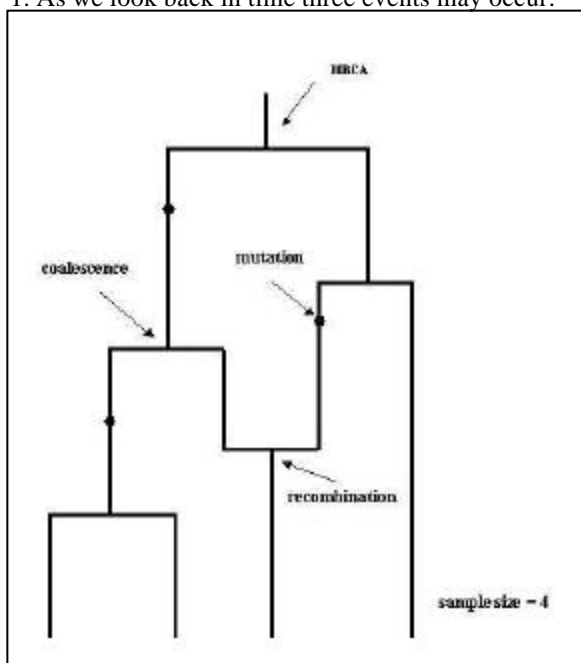 1. As we look back in time three events may occur:
MRCA
coalescence
mutation
recombination
sample size = 4